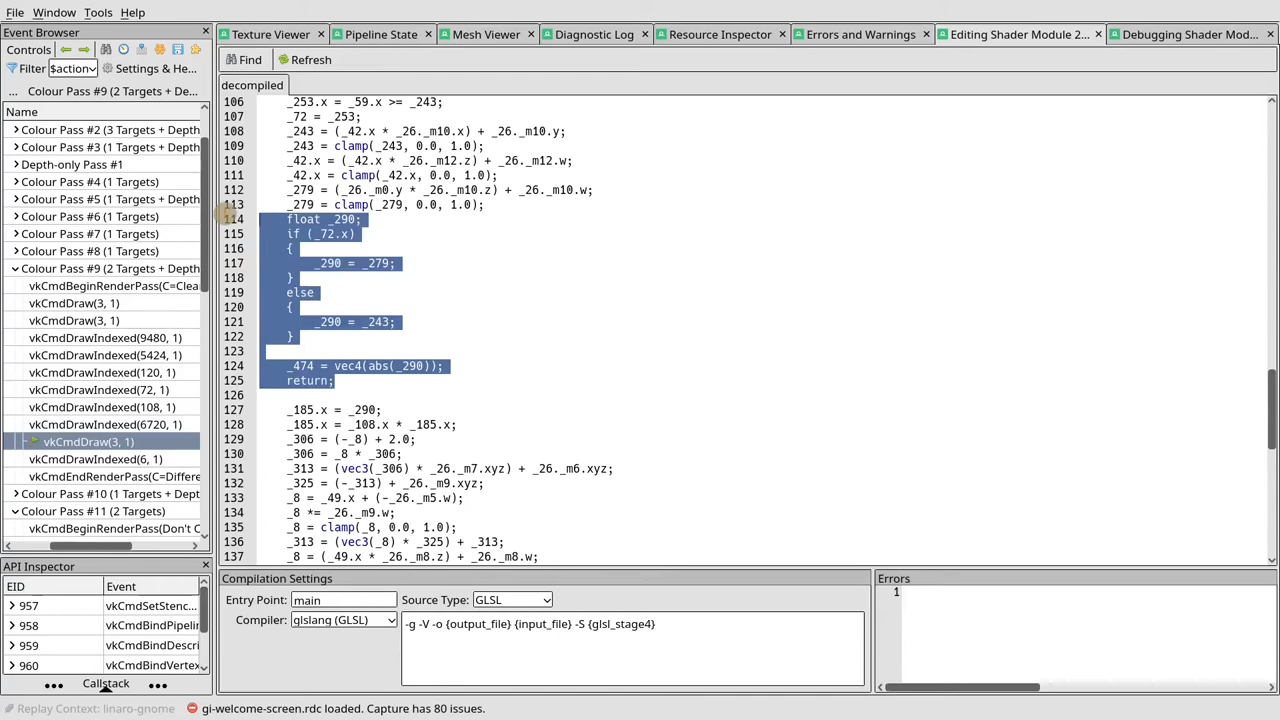 File Window Tools Help
Event Browser
Texture Viewer Pipeline State Mesh Viewer Diagnostic Log Resource Inspector Errors and Warnings Editing Shader Module 2... Debugging Shader Mod...
Controls
Filter $action Settings & He...
... Colour Pass #9 (2 Targets + De...
Name
Colour Pass #2 (3 Targets + Depth
Colour Pass #3 (1 Targets + Depth
Depth-only Pass #1
Colour Pass #4 (1 Targets)
Colour Pass #5 (1 Targets + Depth
Colour Pass #6 (1 Targets)
Colour Pass #7 (1 Targets)
Colour Pass #8 (1 Targets)
Colour Pass #9 (2 Targets + Depth
vkCmdBeginRenderPass(C=Clea
vkCmdDraw(3, 1)
vkCmdDraw(3, 1)
vkCmdDrawIndexed(9480, 1)
vkCmdDrawIndexed(5424, 1)
vkCmdDrawIndexed(120, 1)
vkCmdDrawIndexed(72, 1)
vkCmdDrawIndexed(108, 1)
vkCmdDrawIndexed(6720, 1)
vkCmdDraw(3, 1)
vkCmdDrawIndexed(6, 1)
vkCmdEndRenderPass(C=Differe
Colour Pass #10 (1 Targets + Dept
Colour Pass #11 (2 Targets)
vkCmdBeginRenderPass(Don't C
API Inspector
EID Event
957 vkCmdSetStenc...
958 vkCmdBindPipelin
959 vkCmdBindDescri
960 vkCmdBindVertex
Callstack
Find Refresh
decompiled
106 _253.x = _59.x >= _243;
107 _72 = _253;
108 _243 = (_42.x * _26._m10.x) + _26._m10.y;
109 _243 = clamp(_243, 0.0, 1.0);
110 _42.x = (_42.x * _26._m12.z) + _26._m12.w;
111 _42.x = clamp(_42.x, 0.0, 1.0);
112 _279 = (_26._m0.y * _26._m10.z) + _26._m10.w;
113 _279 = clamp(_279, 0.0, 1.0);
114 float _290;
115 if (_72.x)
116 {
117 _290 = _279;
118 }
119 else
120 {
121 _290 = _243;
122 }
123
124 _474 = vec4(abs(_290));
125 return;
126
127 _185.x = _290;
128 _185.x = _108.x * _185.x;
129 _306 = (-_8) + 2.0;
130 _306 = _8 * _306;
131 _313 = (vec3(_306) * _26._m7.xyz) + _26._m6.xyz;
132 _325 = (-_313) + _26._m9.xyz;
133 _8 = _49.x + (-_26._m5.w);
134 _8 *= _26._m9.w;
135 _8 = clamp(_8, 0.0, 1.0);
136 _313 = (vec3(_8) * _325) + _313;
137 _8 = (_49.x * _26._m8.z) + _26._m8.w;
Compilation Settings
Entry Point: main Source Type: GLSL
Compiler: glslang (GLSL) -g -V -o {output_file} {input_file} -S {glsl_stage4}
Errors
1
Replay Context: linaro-gnome gi-welcome-screen.rdc loaded. Capture has 80 issues.